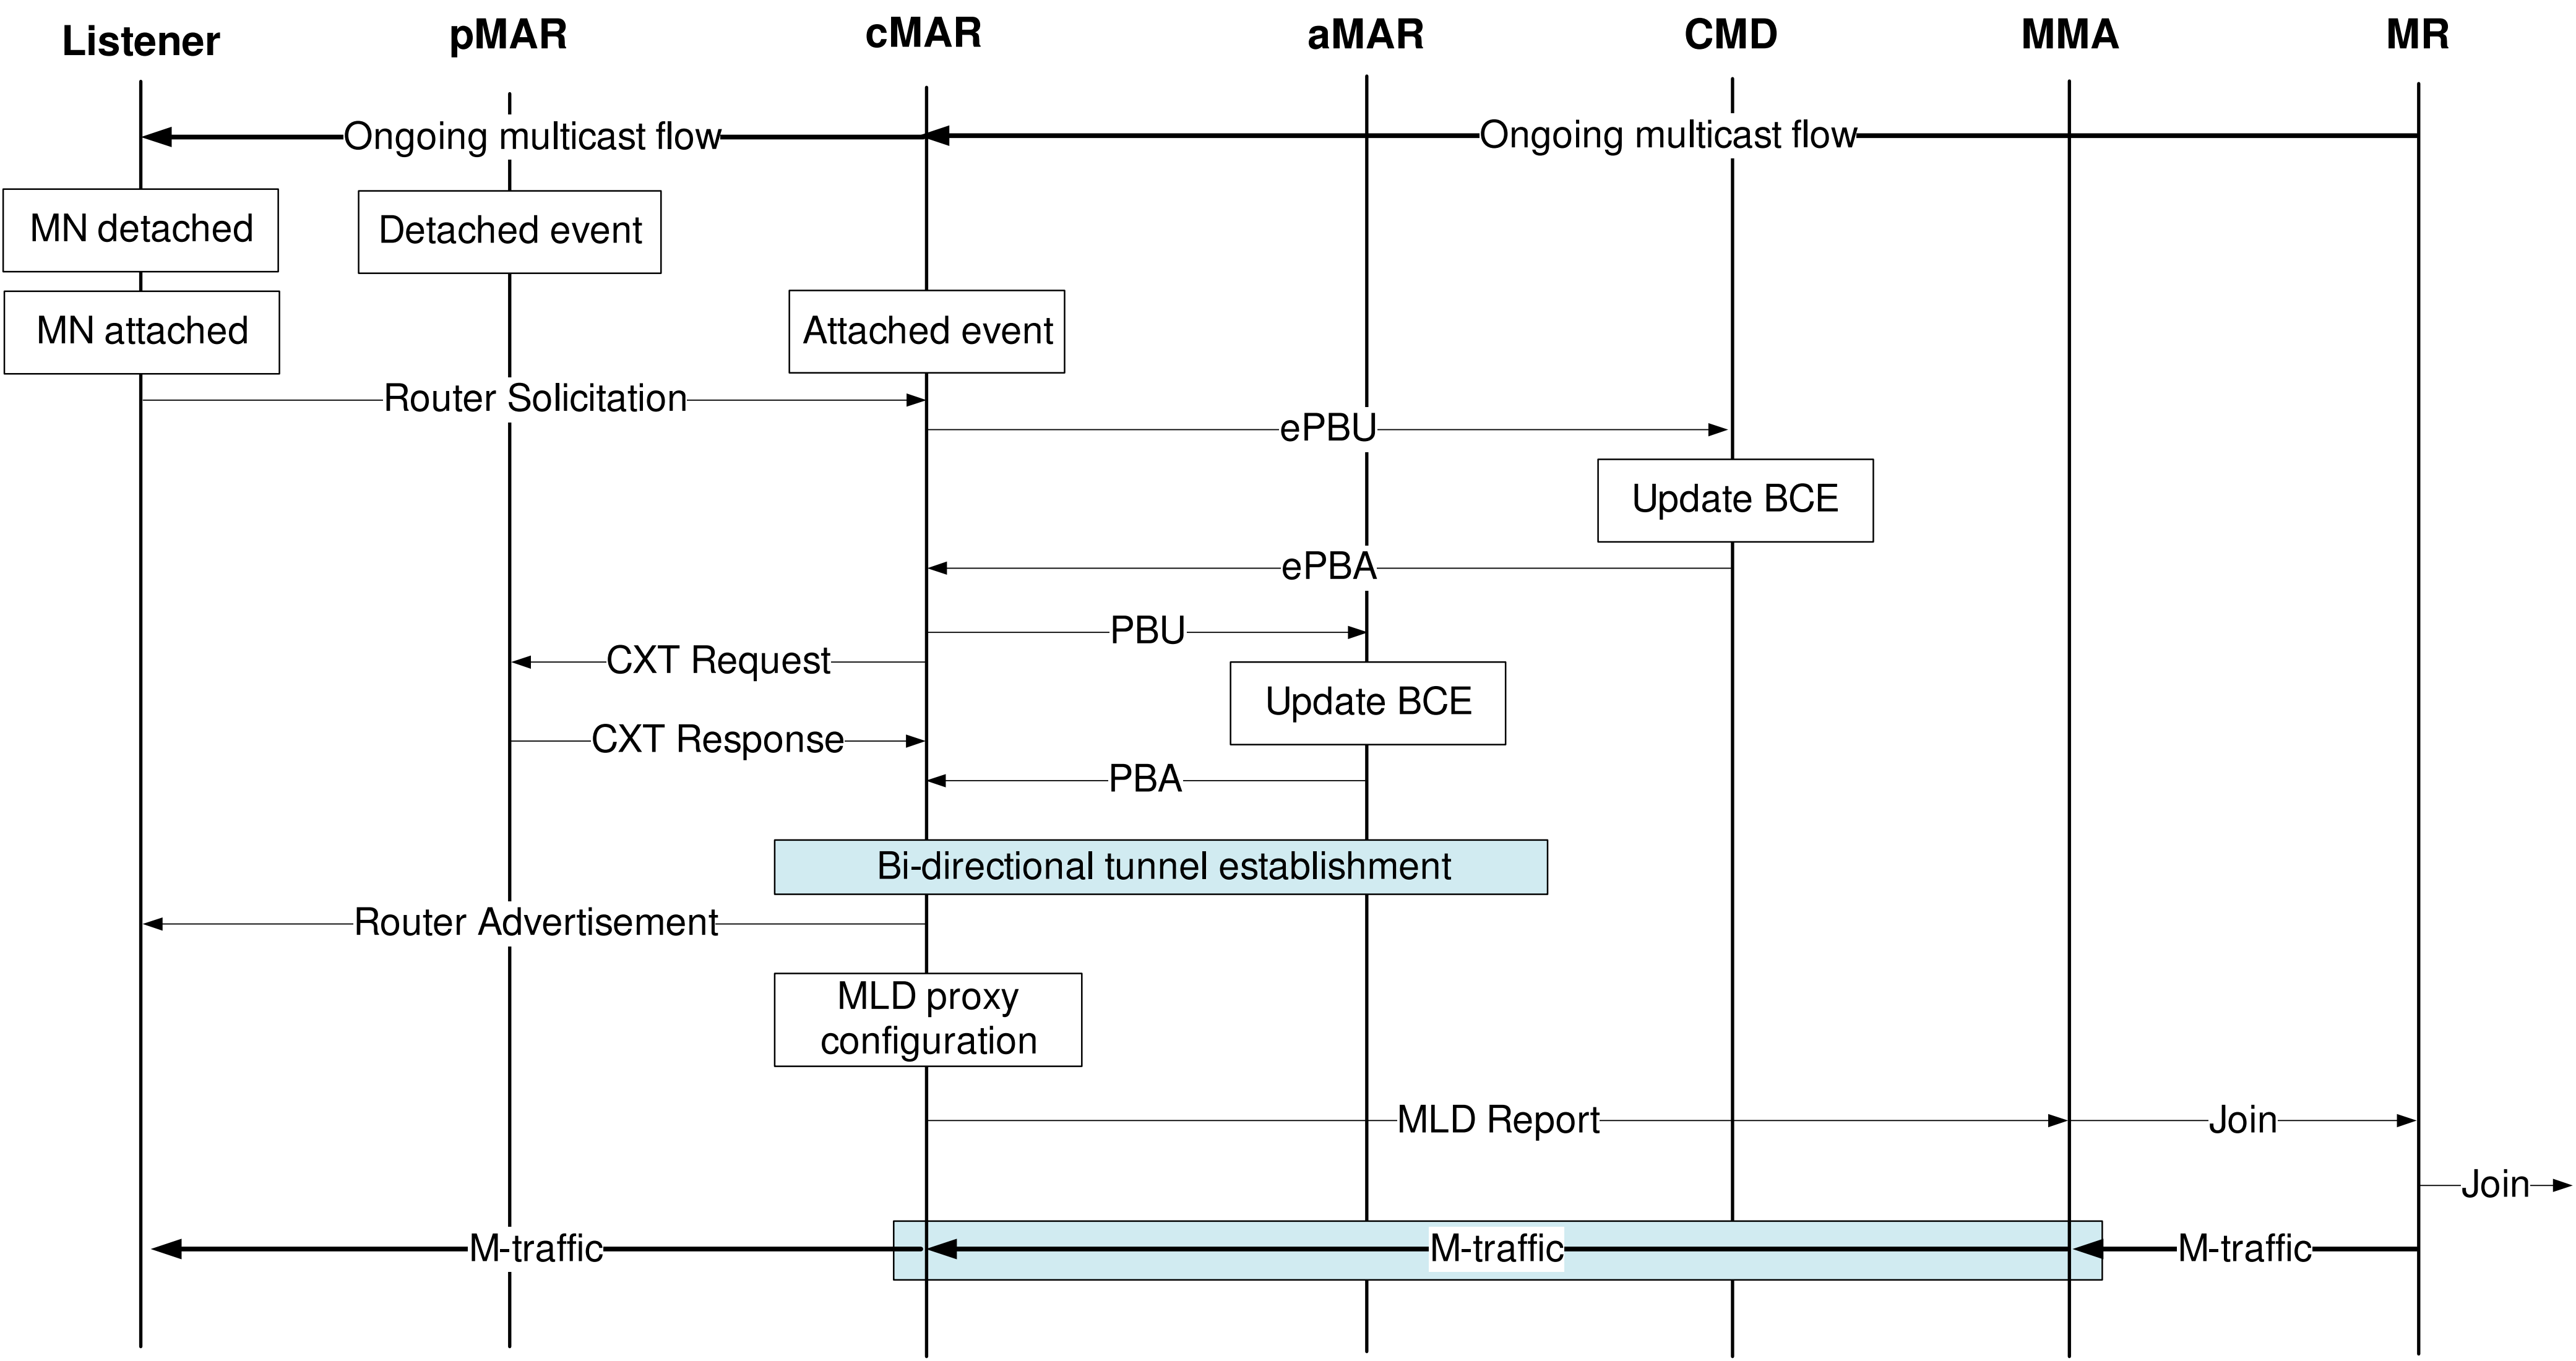 Listener
pMAR
cMAR
aMAR
CMD
MMA
MR
Ongoing multicast flow
Ongoing multicast flow
MN detached
Detached event
MN attached
Attached event
Router Solicitation
ePBU
Update BCE
ePBA
PBU
CXT Request
Update BCE
CXT Response
PBA
Bi-directional tunnel establishment
Router Advertisement
MLD proxy
configuration
MLD Report
Join
Join
M-traffic
M-traffic
M-traffic